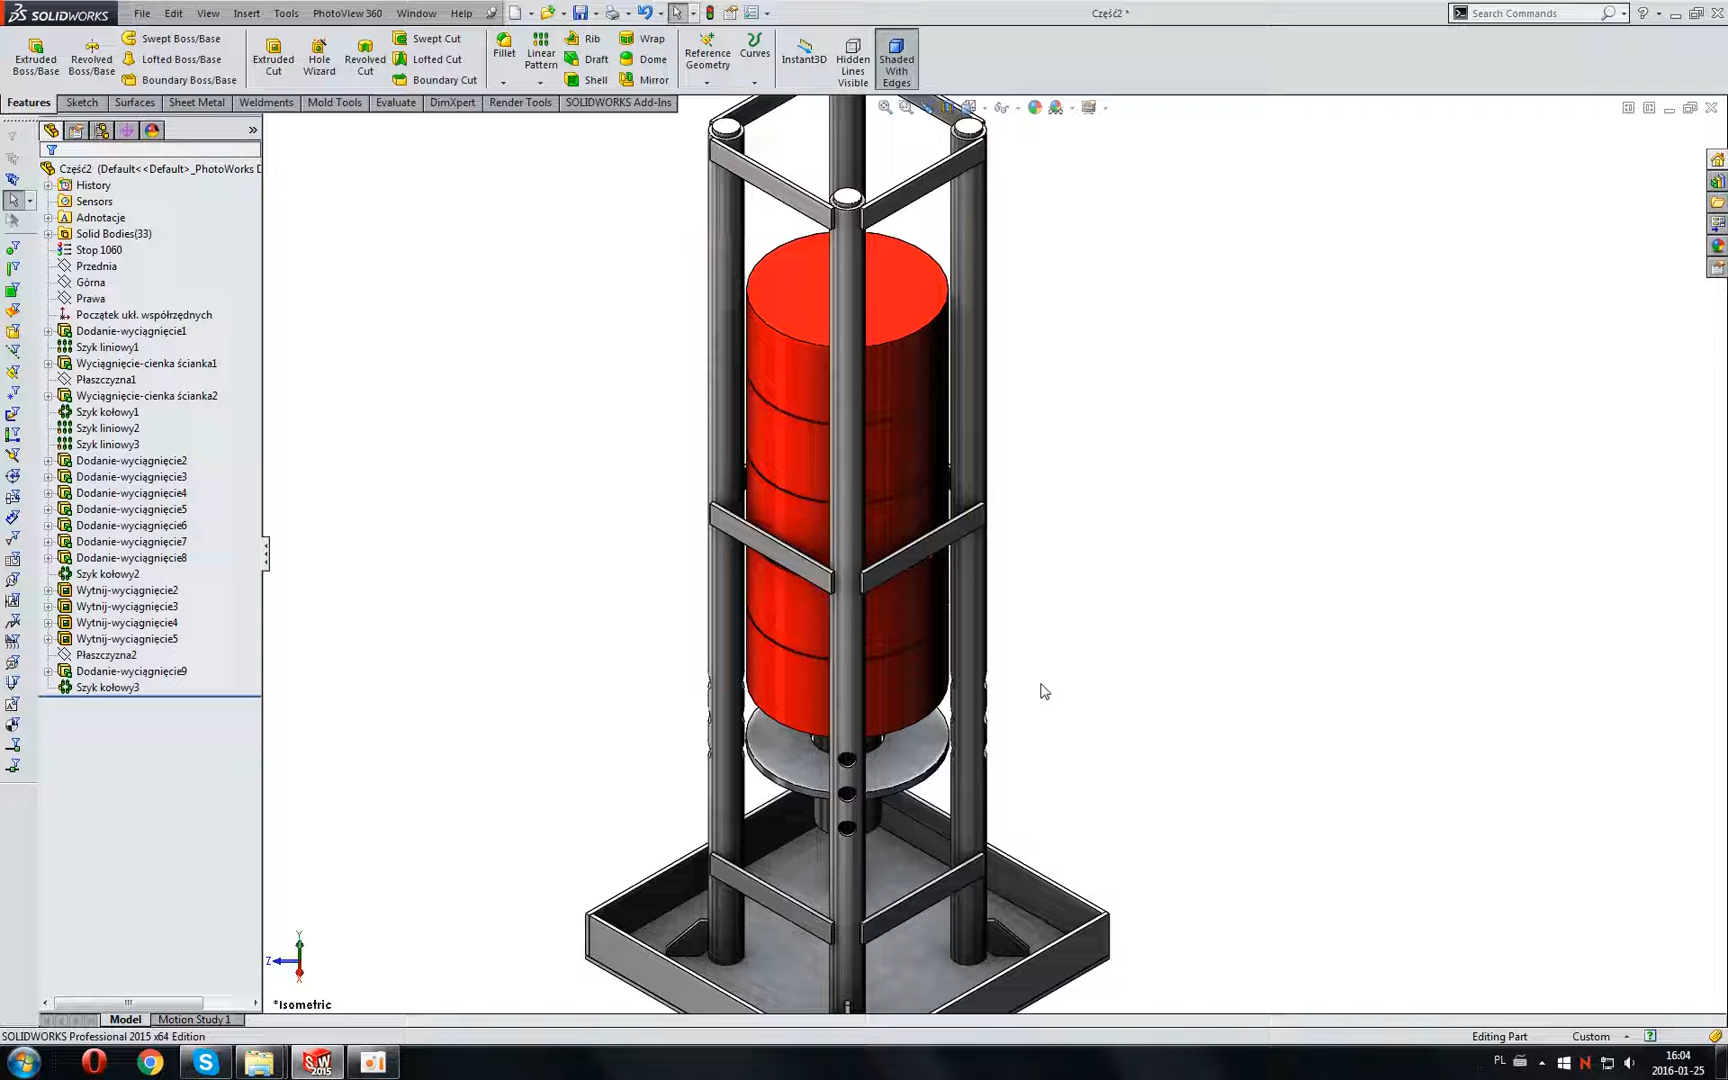 SOLIDWORKS File Edit View Insert Tools PhotoView 360 Window Help Część2 * Search Commands
Extruded Boss/Base
Revolved Boss/Base
Swept Boss/Base
Lofted Boss/Base
Boundary Boss/Base
Extruded Cut
Hole Wizard
Revolved Cut
Swept Cut
Lofted Cut
Boundary Cut
Fillet
Linear Pattern
Rib
Draft
Shell
Wrap
Dome
Mirror
Reference Geometry
Curves
Instant3D
Hidden Lines Visible
Shaded With Edges
Features Sketch Surfaces Sheet Metal Weldments Mold Tools Evaluate DimXpert Render Tools SOLIDWORKS Add-Ins
Część2 (Default<<Default>_PhotoWorks D
History
Sensors
Adnotacje
Solid Bodies(33)
Stop 1060
Przednia
Górna
Prawa
Początek ukł. współrzędnych
Dodanie-wyciągnięcie1
Szyk liniowy1
Wyciągnięcie-cienka ścianka1
Płaszczyzna1
Wyciągnięcie-cienka ścianka2
Szyk kołowy1
Szyk liniowy2
Szyk liniowy3
Dodanie-wyciągnięcie2
Dodanie-wyciągnięcie3
Dodanie-wyciągnięcie4
Dodanie-wyciągnięcie5
Dodanie-wyciągnięcie6
Dodanie-wyciągnięcie7
Dodanie-wyciągnięcie8
Szyk kołowy2
Wytnij-wyciągnięcie2
Wytnij-wyciągnięcie3
Wytnij-wyciągnięcie4
Wytnij-wyciągnięcie5
Płaszczyzna2
Dodanie-wyciągnięcie9
Szyk kołowy3
Y
Z
X
*Isometric
Model Motion Study 1
SOLIDWORKS Professional 2015 x64 Edition Editing Part Custom
SW 2015
PL 16:04
2016-01-25